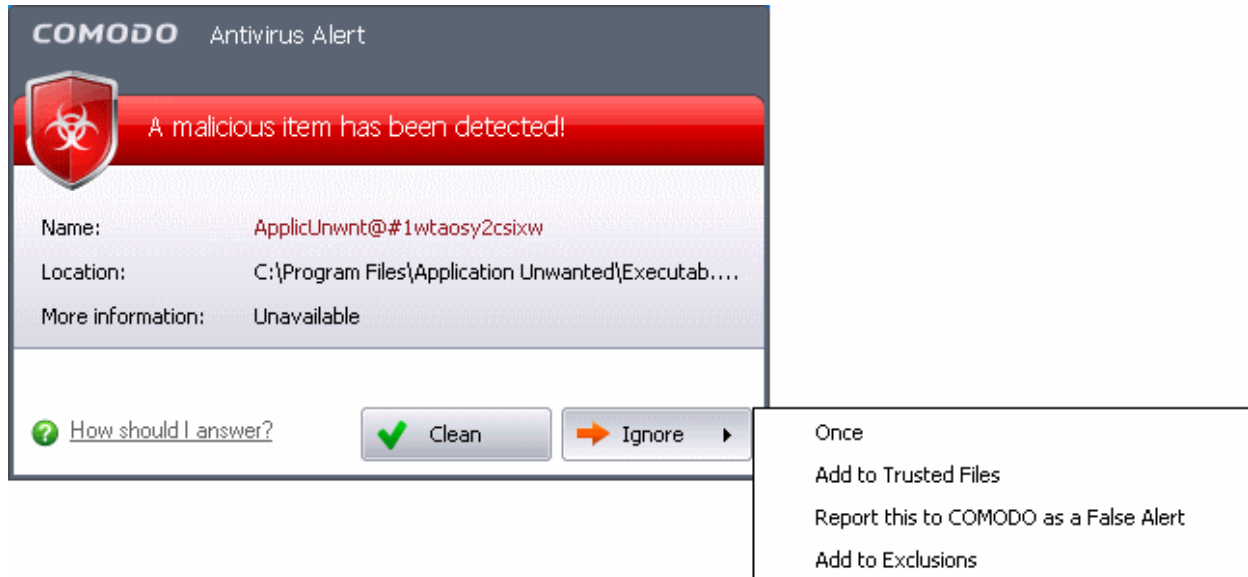 COMODO Antivirus Alert
A malicious item has been detected!
Name: ApplicUnwnt@#1wtaosy2csixw
Location: C:\Program Files\Application Unwanted\Executab....
More information: Unavailable
How should I answer? Clean Ignore
Once
Add to Trusted Files
Report this to COMODO as a False Alert
Add to Exclusions